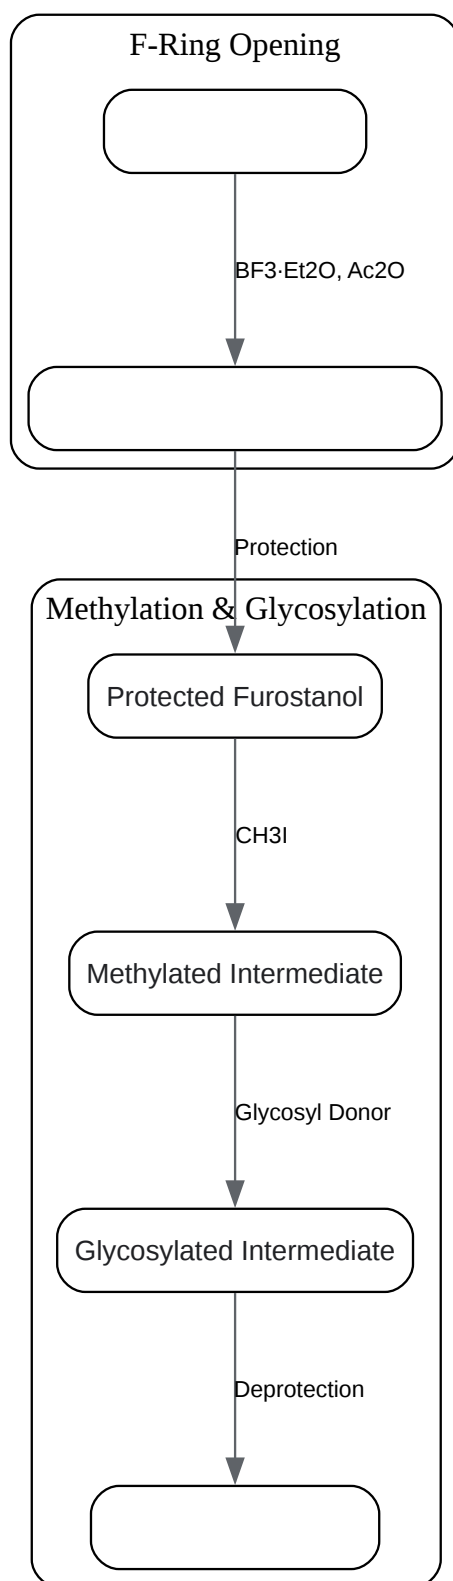 F-Ring Opening
BF3·Et2O, Ac2O
Protection
Methylation & Glycosylation
Protected Furostanol
CH3I
Methylated Intermediate
Glycosyl Donor
Glycosylated Intermediate
Deprotection